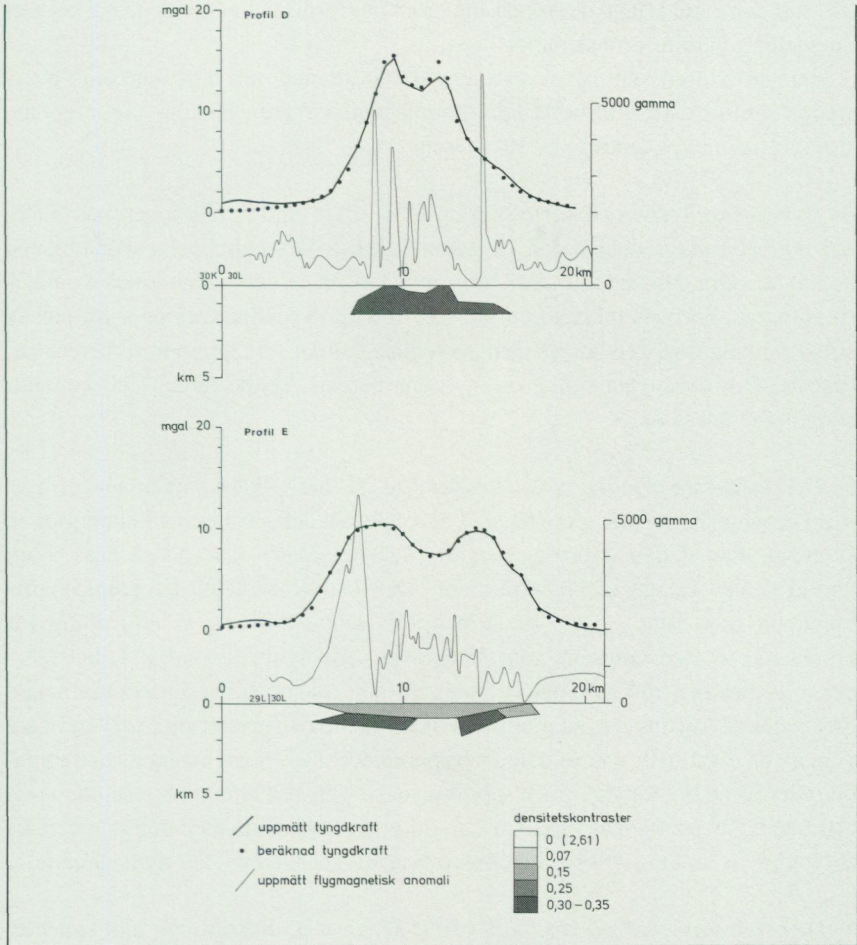 mgal 20
Profil D
10
5000 gamma
0
30K 0 30L
10
20 km
0
0
km 5
mgal 20
Profil E
10
5000 gamma
0
0
10
20 km
29L|30L
0
0
km 5
uppmätt tyngdkraft
beräknad tyngdkraft
uppmätt flygmagnetisk anomali
densitetskontraster
0 (2,61)
0,07
0,15
0,25
0,30 – 0,35